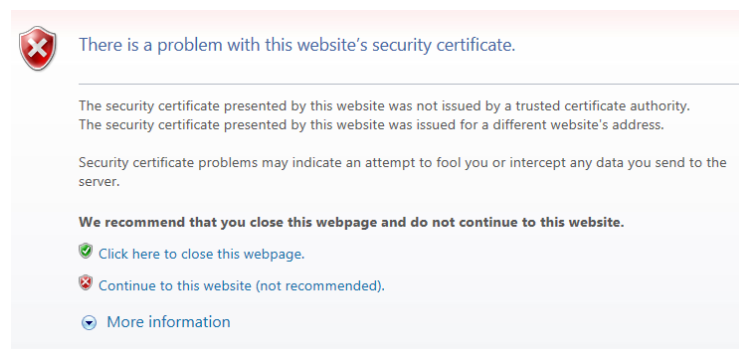 There is a problem with this website's security certificate.
The security certificate presented by this website was not issued by a trusted certificate authority.
The security certificate presented by this website was issued for a different website's address.
Security certificate problems may indicate an attempt to fool you or intercept any data you send to the
server.
We recommend that you close this webpage and do not continue to this website.
Click here to close this webpage.
Continue to this website (not recommended).
More information